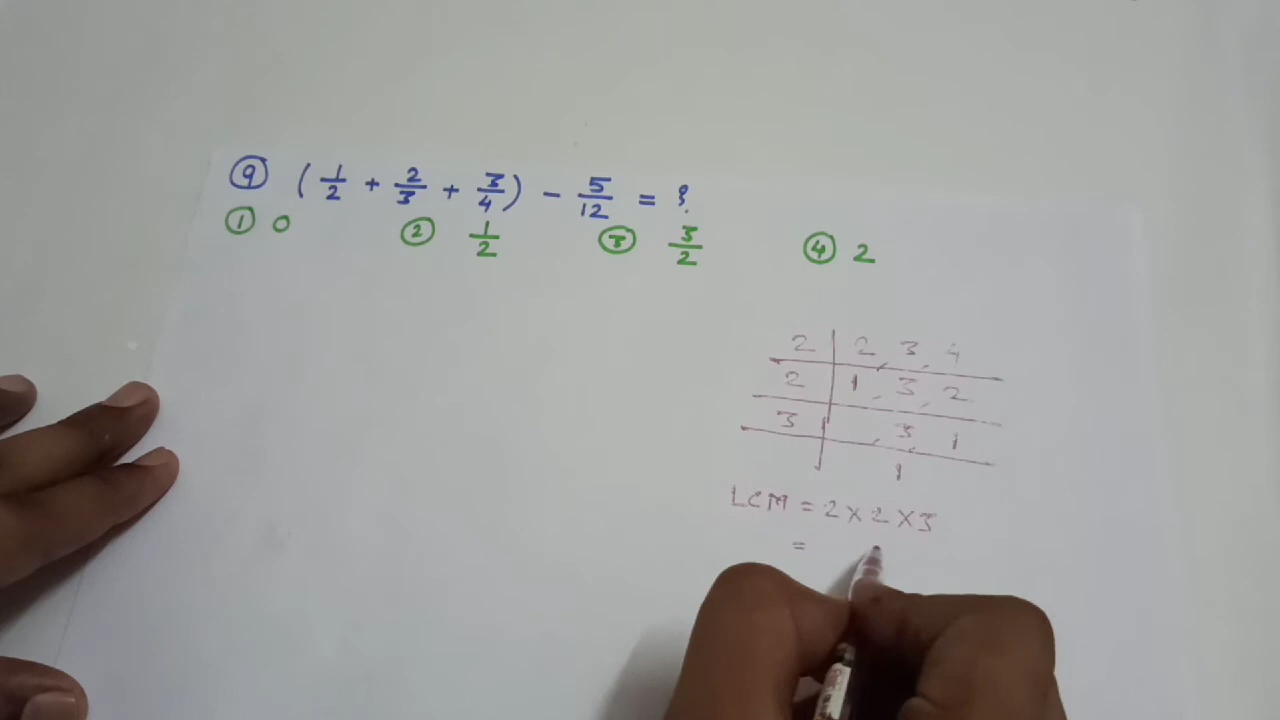 ⑨ (1/2 + 2/3 + 3/4) - 5/12 = ?
① 0 ② 1/2 ③ 3/2 ④ 2
2 | 2, 3, 4
2 | 1, 3, 2
3 | , 3, 1
1
LCM = 2 × 2 × 3
=